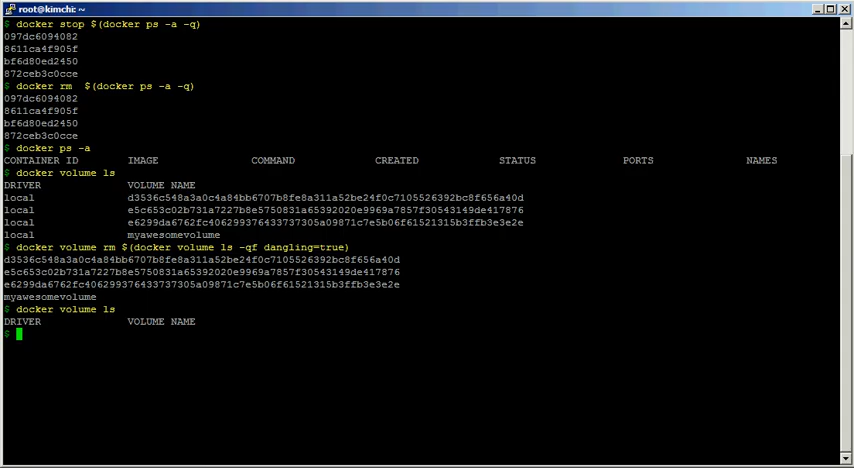 root@kimchi: ~
$ docker stop $(docker ps -a -q)
097dc6094082
8611ca4f905f
bf6d80ed2450
872ceb3c0cce
$ docker rm  $(docker ps -a -q)
097dc6094082
8611ca4f905f
bf6d80ed2450
872ceb3c0cce
$ docker ps -a
CONTAINER ID        IMAGE               COMMAND             CREATED             STATUS              PORTS               NAMES
$ docker volume ls
DRIVER              VOLUME NAME
local               d3536c548a3a0c4a84bb6707b8fe8a311a52be24f0c7105526392bc8f656a40d
local               e5c653c02b731a7227b8e5750831a65392020e9969a7857f30543149de417876
local               e6299da6762fc406299376433737305a09871c7e5b06f61521315b3ffb3e3e2e
local               myawesomevolume
$ docker volume rm $(docker volume ls -qf dangling=true)
d3536c548a3a0c4a84bb6707b8fe8a311a52be24f0c7105526392bc8f656a40d
e5c653c02b731a7227b8e5750831a65392020e9969a7857f30543149de417876
e6299da6762fc406299376433737305a09871c7e5b06f61521315b3ffb3e3e2e
myawesomevolume
$ docker volume ls
DRIVER              VOLUME NAME
$